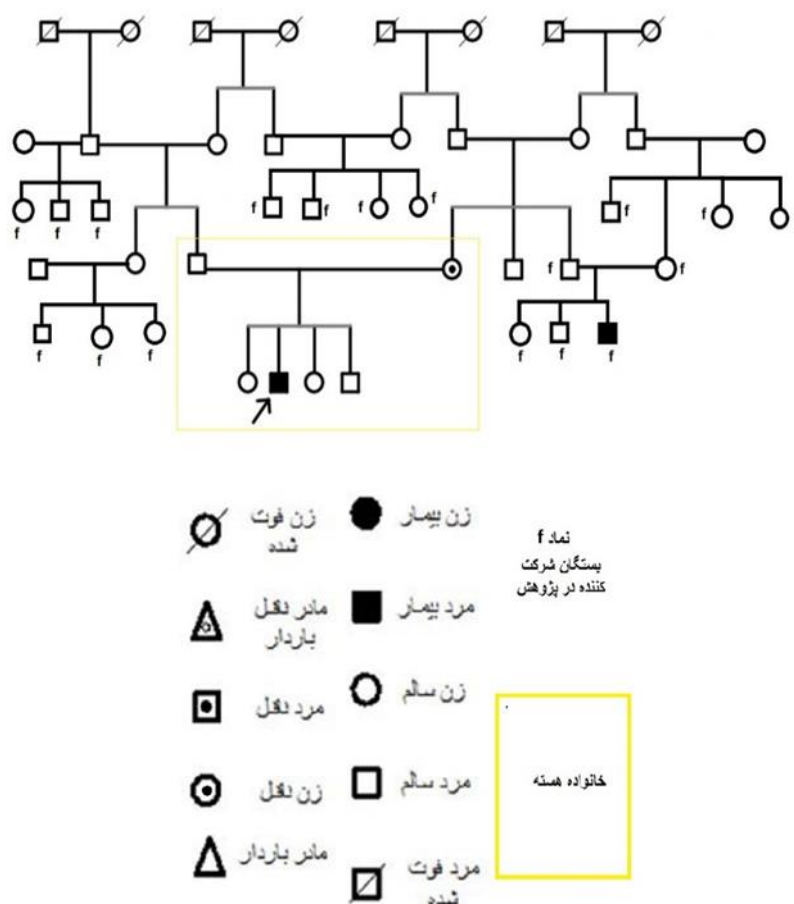 f f f f f f
f f f
f f
f f f
f f f
زن فوت
شده
زن بیمار
نماد f
بستگان شرکت
کننده در پژوهش
مادر ناقل
باردار
مرد بیمار
مرد ناقل
زن سالم
زن ناقل
مرد سالم
خانواده هسته
مادر باردار
مرد فوت
شده